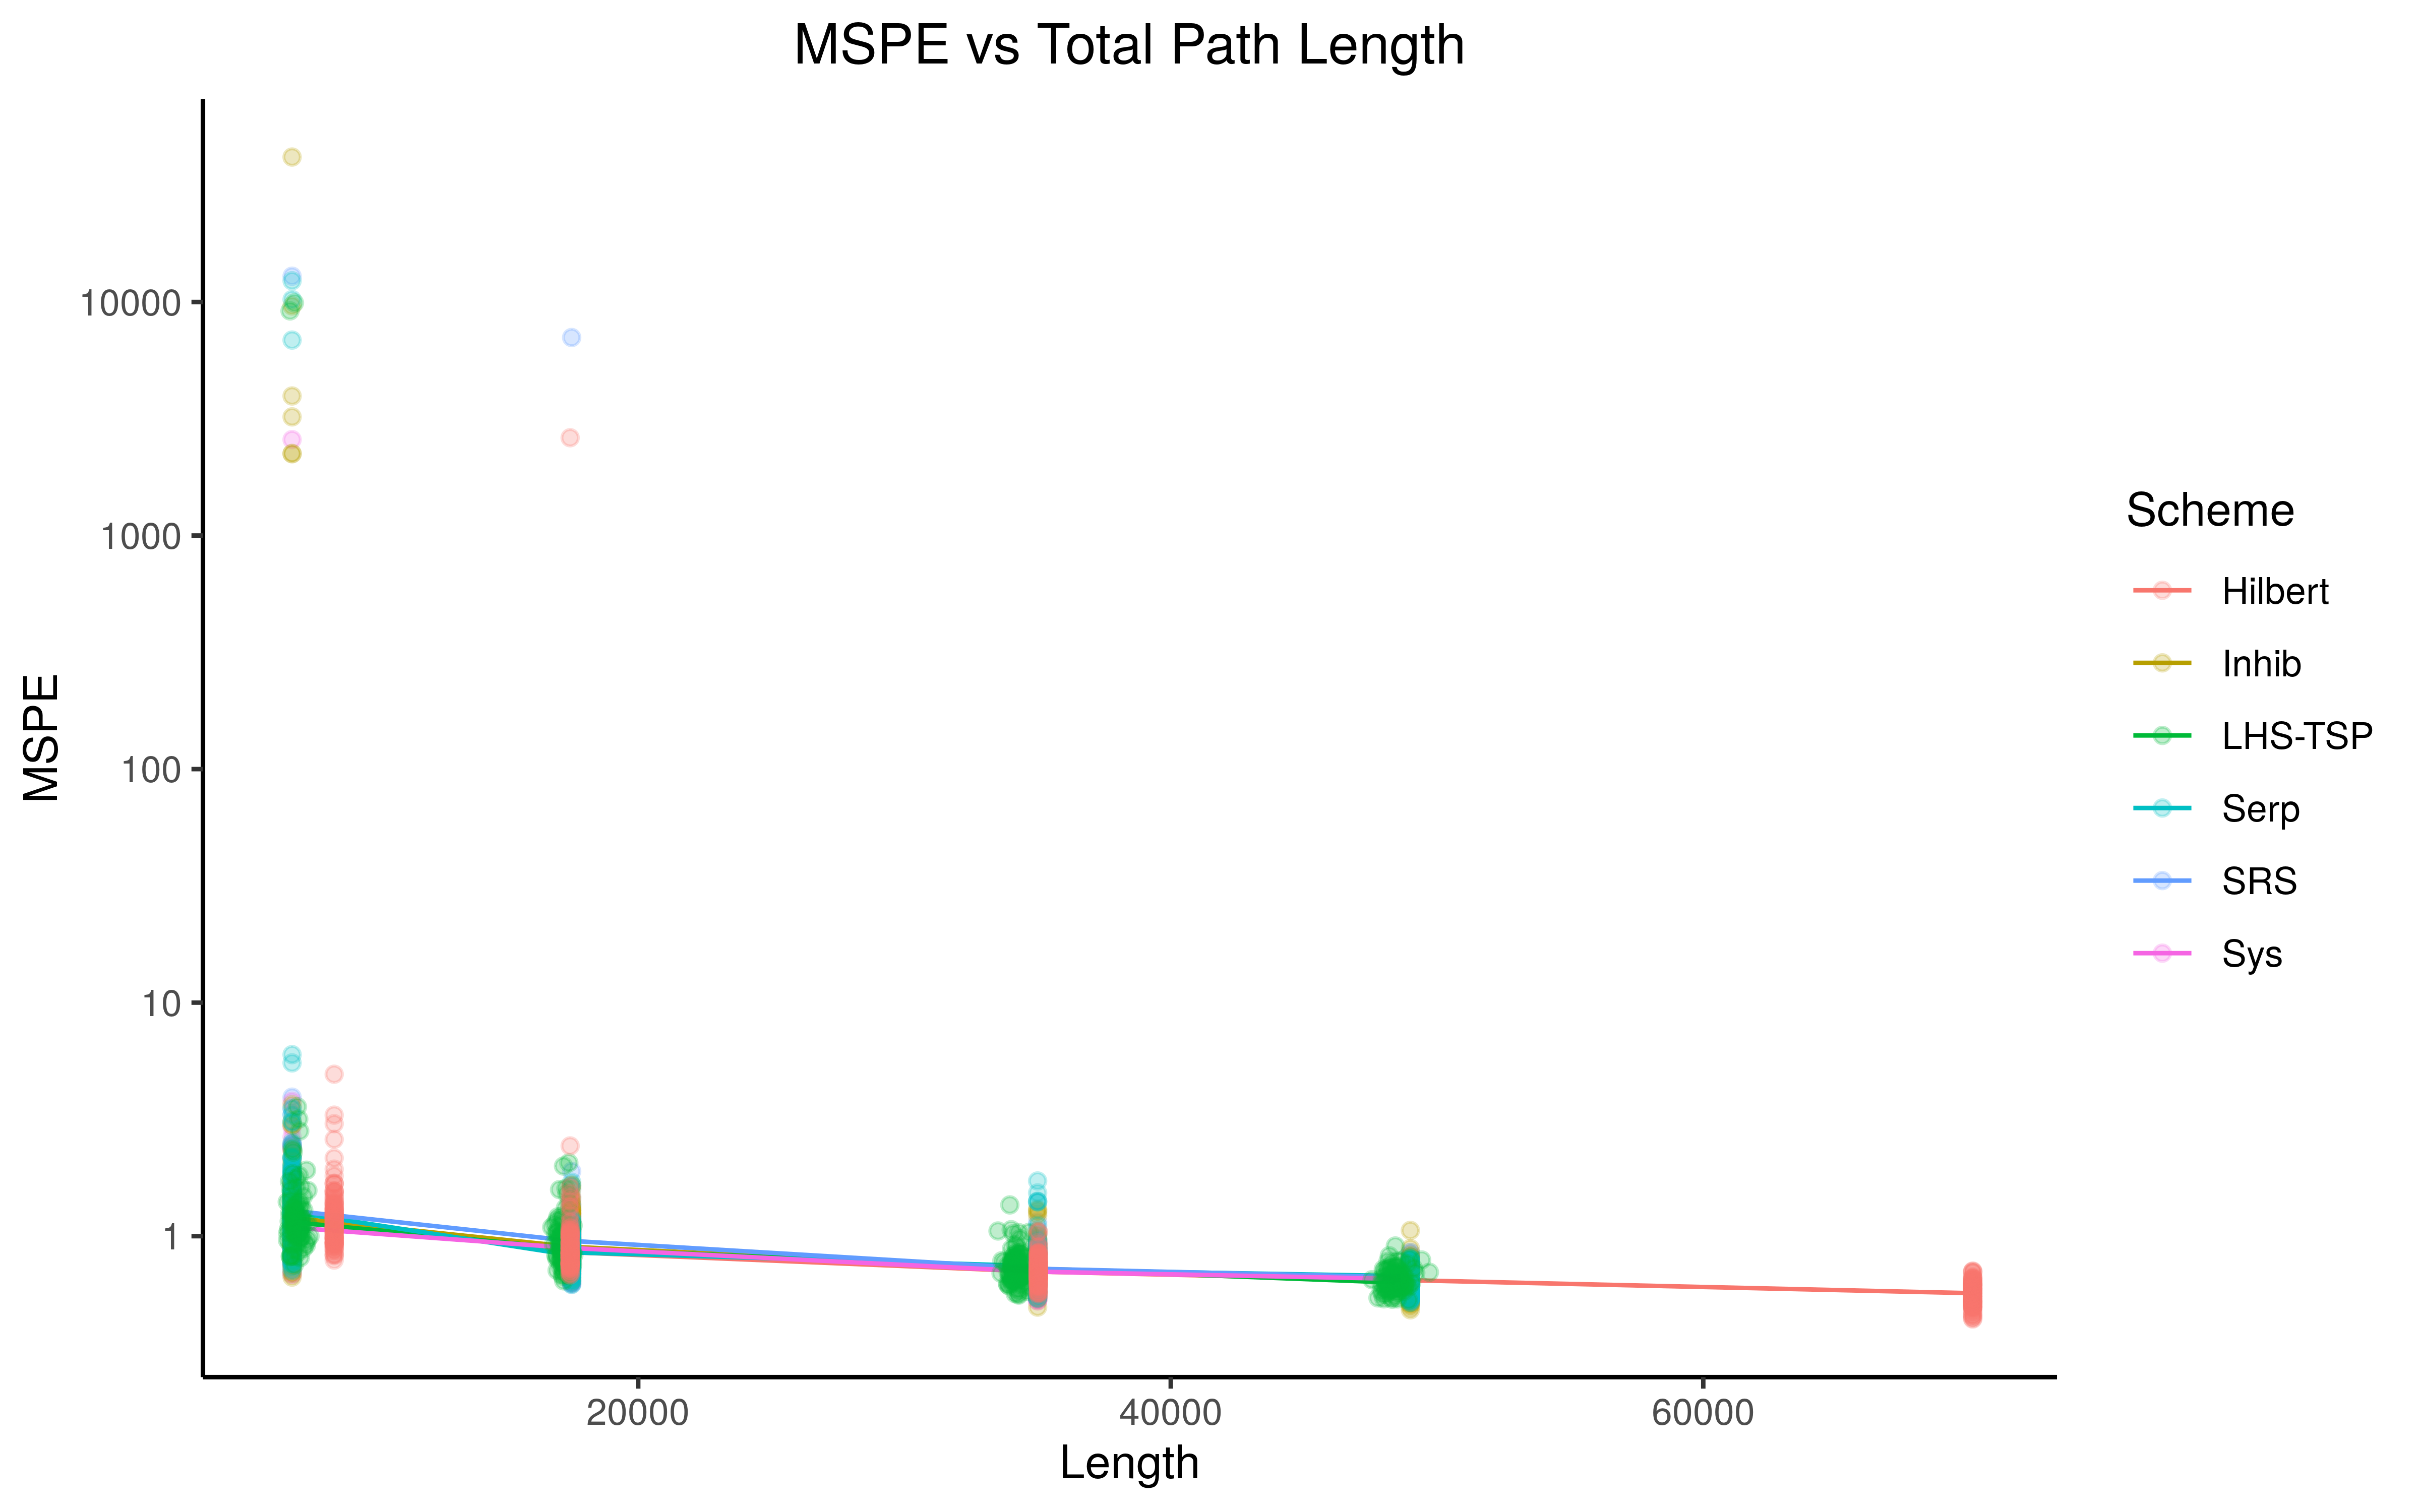 MSPE vs Total Path Length
MSPE
10000
1000
100
10
1
20000
40000
60000
Length
Scheme
Hilbert
Inhib
LHS-TSP
Serp
SRS
Sys